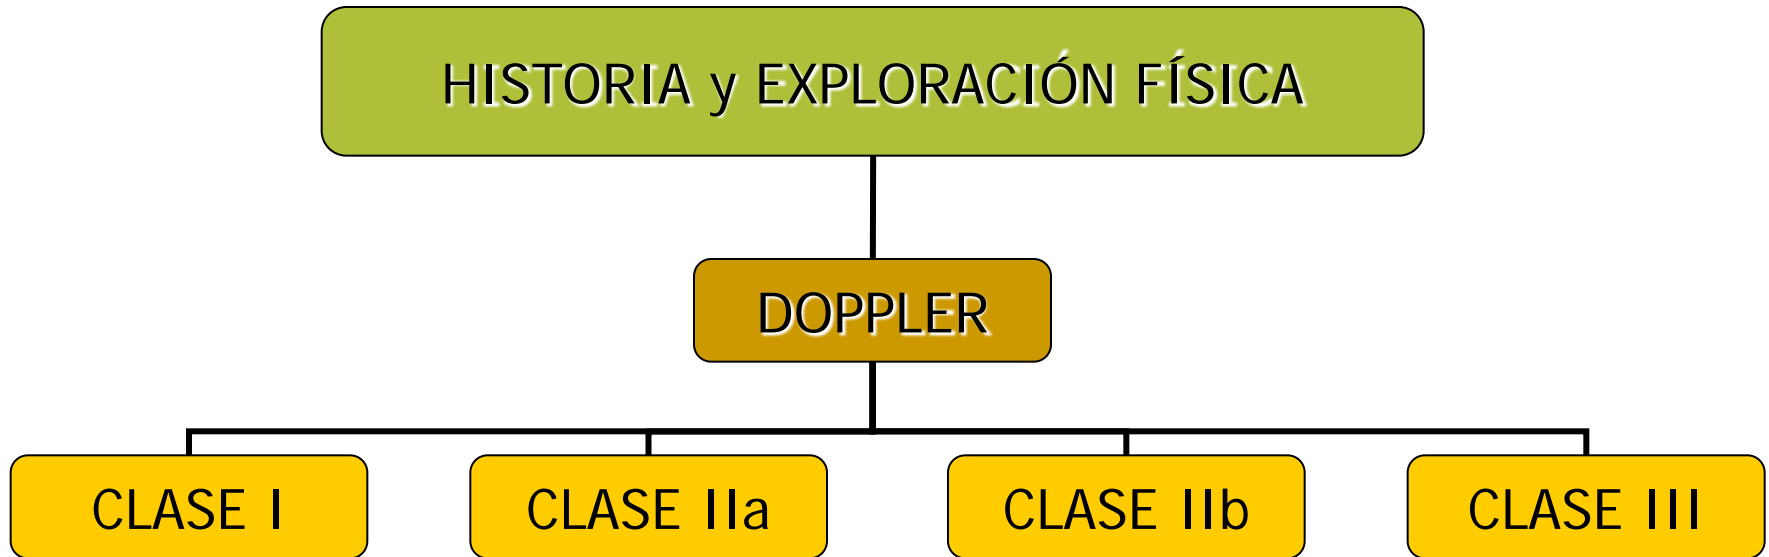 HISTORIA y EXPLORACIÓN FÍSICA
DOPPLER
CLASE I
CLASE IIa
CLASE IIb
CLASE III